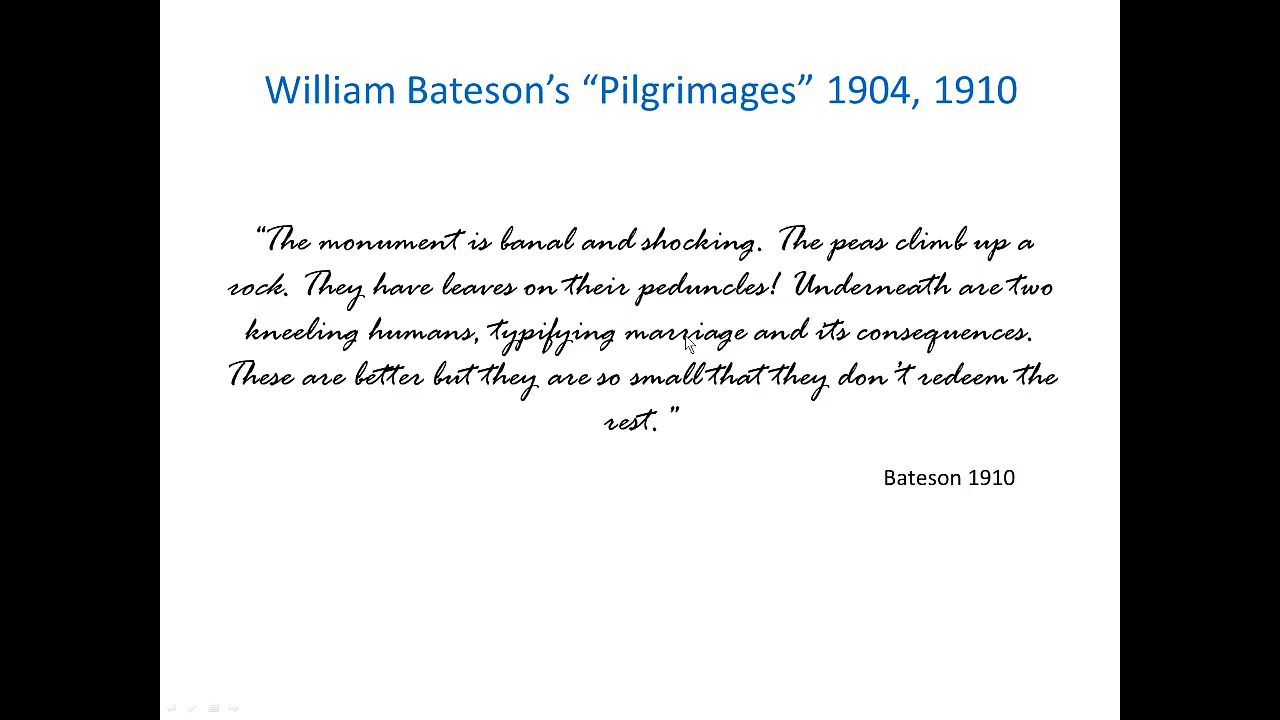 William Bateson’s “Pilgrimages” 1904, 1910
“The monument is banal and shocking. The peas climb up a
rock. They have leaves on their peduncles! Underneath are two
kneeling humans, typifying marriage and its consequences.
These are better but they are so small that they don’t redeem the
rest. ”
Bateson 1910